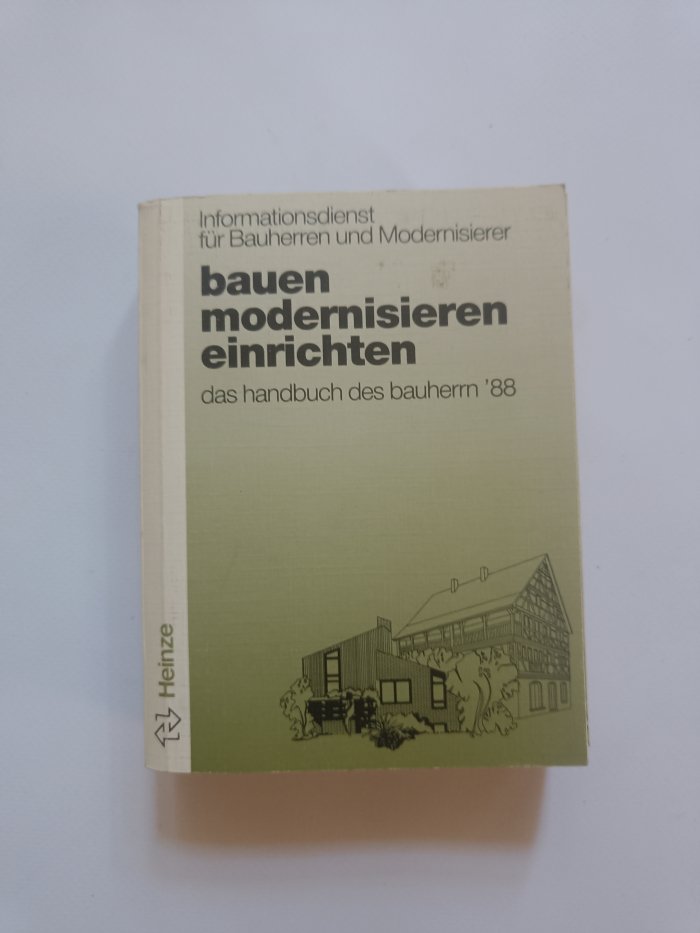 Informationsdienst
für Bauherren und Modernisierer
bauen
modernisieren
einrichten
das handbuch des bauherrn '88
Heinze